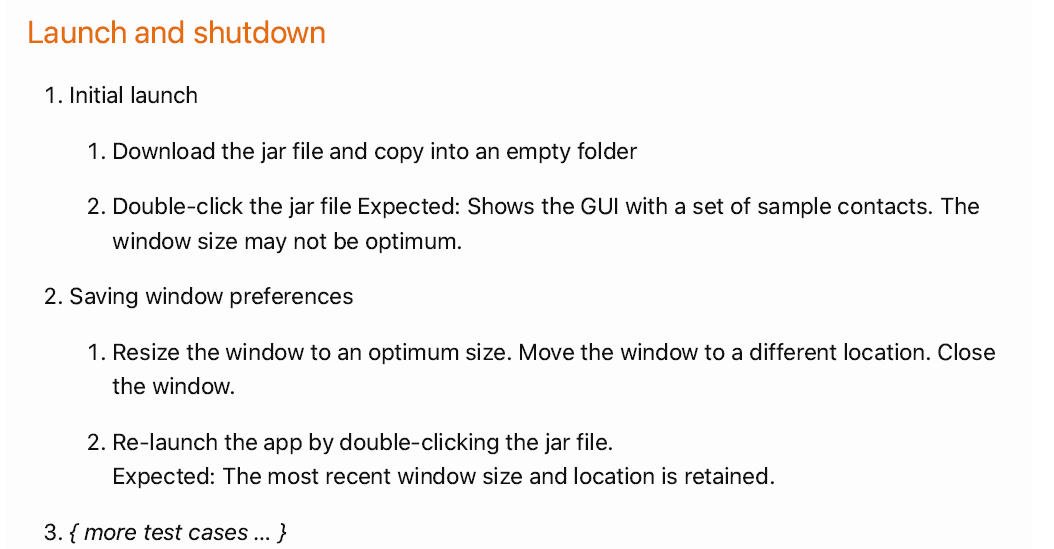 Launch and shutdown
1. Initial launch
1. Download the jar file and copy into an empty folder
2. Double-click the jar file Expected: Shows the GUI with a set of sample contacts. The
window size may not be optimum.
2. Saving window preferences
1. Resize the window to an optimum size. Move the window to a different location. Close
the window.
2. Re-launch the app by double-clicking the jar file.
Expected: The most recent window size and location is retained.
3. { more test cases ... }